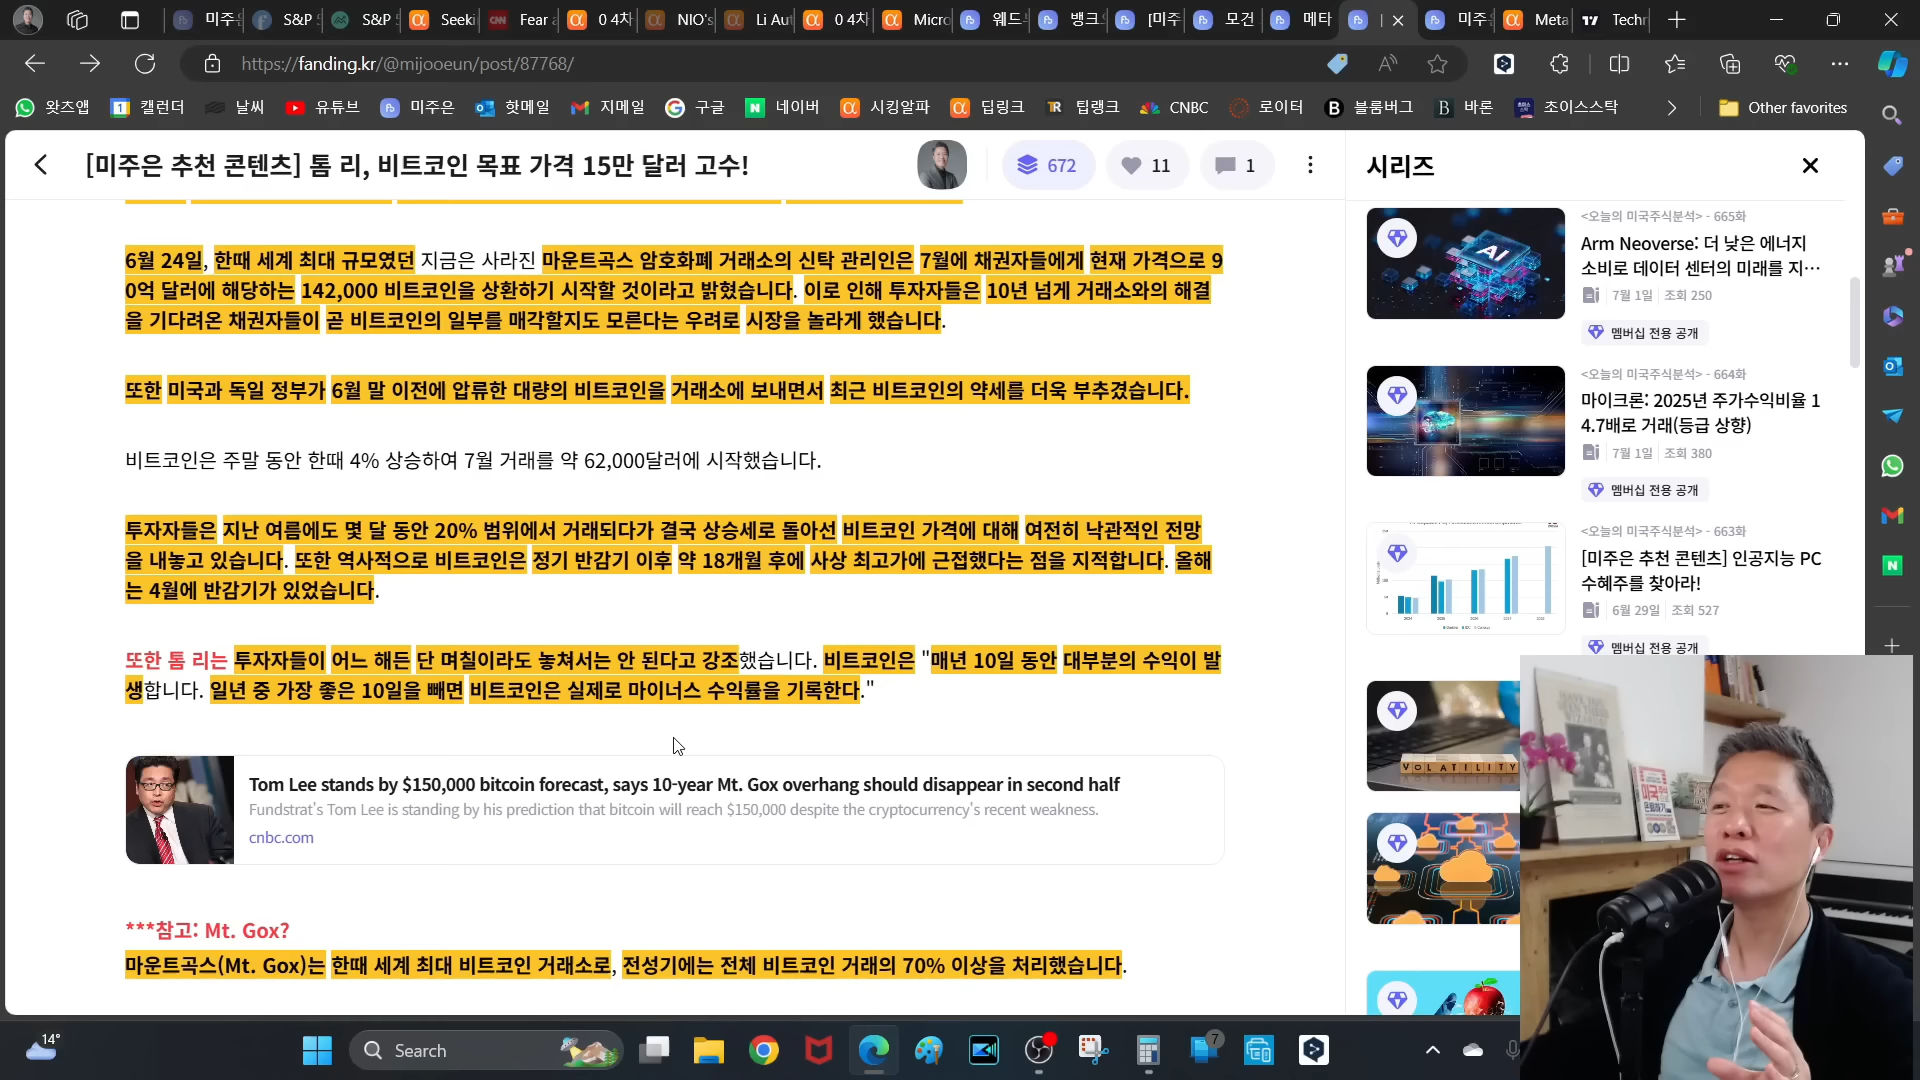 미주
S&P
S&P
Seeki
Fear a
0 4차
NIO's
Li Aut
0 4차
Micro
웨드
뱅크
[미주
모건
메타
미주
Meta
Techn
https://fanding.kr/@mijooeun/post/87768/
왓츠앱
캘런더
날씨
유튜브
미주은
핫메일
지메일
구글
네이버
시킹알파
딥링크
팁랭크
CNBC
로이터
블룸버그
바론
초이스스탁
Other favorites
[미주은 추천 콘텐츠] 톰 리, 비트코인 목표 가격 15만 달러 고수!
672
11
1
6월 24일, 한때 세계 최대 규모였던 지금은 사라진 마운트곡스 암호화폐 거래소의 신탁 관리인은 7월에 채권자들에게 현재 가격으로 9
0억 달러에 해당하는 142,000 비트코인을 상환하기 시작할 것이라고 밝혔습니다. 이로 인해 투자자들은 10년 넘게 거래소와의 해결
을 기다려온 채권자들이 곧 비트코인의 일부를 매각할지도 모른다는 우려로 시장을 놀라게 했습니다.
또한 미국과 독일 정부가 6월 말 이전에 압류한 대량의 비트코인을 거래소에 보내면서 최근 비트코인의 약세를 더욱 부추겼습니다.
비트코인은 주말 동안 한때 4% 상승하여 7월 거래를 약 62,000달러에 시작했습니다.
투자자들은 지난 여름에도 몇 달 동안 20% 범위에서 거래되다가 결국 상승세로 돌아선 비트코인 가격에 대해 여전히 낙관적인 전망
을 내놓고 있습니다. 또한 역사적으로 비트코인은 정기 반감기 이후 약 18개월 후에 사상 최고가에 근접했다는 점을 지적합니다. 올해
는 4월에 반감기가 있었습니다.
또한 톰 리는 투자자들이 어느 해든 단 며칠이라도 놓쳐서는 안 된다고 강조했습니다. 비트코인은 "매년 10일 동안 대부분의 수익이 발
생합니다. 일년 중 가장 좋은 10일을 빼면 비트코인은 실제로 마이너스 수익률을 기록한다."
Tom Lee stands by $150,000 bitcoin forecast, says 10-year Mt. Gox overhang should disappear in second half
Fundstrat's Tom Lee is standing by his prediction that bitcoin will reach $150,000 despite the cryptocurrency's recent weakness.
cnbc.com
***참고: Mt. Gox?
마운트곡스(Mt. Gox)는 한때 세계 최대 비트코인 거래소로, 전성기에는 전체 비트코인 거래의 70% 이상을 처리했습니다.
시리즈
AI
<오늘의 미국주식분석> - 665화
Arm Neoverse: 더 낮은 에너지
소비로 데이터 센터의 미래를 지…
7월 1일 조회 250
멤버십 전용 공개
<오늘의 미국주식분석> - 664화
마이크론: 2025년 주가수익비율 1
4.7배로 거래(등급 상향)
7월 1일 조회 380
멤버십 전용 공개
<오늘의 미국주식분석> - 663화
[미주은 추천 콘텐츠] 인공지능 PC
수혜주를 찾아라!
6월 29일 조회 527
멤버십 전용 공개
VOLATILITY
14°
Search
7